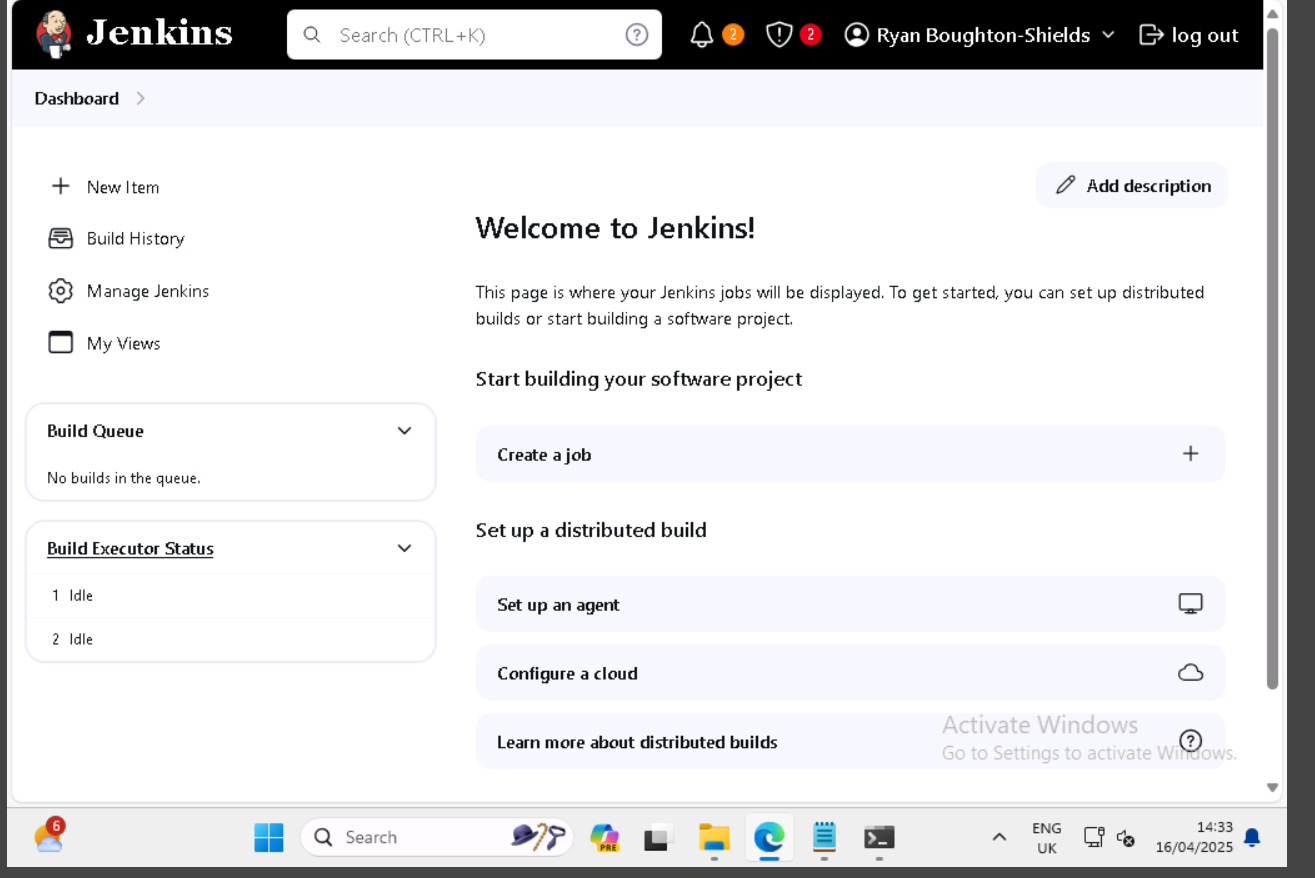 Jenkins
Search (CTRL+K)
2
2
Ryan Boughton-Shields
log out
Dashboard
New Item
Build History
Manage Jenkins
My Views
Build Queue
No builds in the queue.
Build Executor Status
1 Idle
2 Idle
Add description
Welcome to Jenkins!
This page is where your Jenkins jobs will be displayed. To get started, you can set up distributed
builds or start building a software project.
Start building your software project
Create a job
Set up a distributed build
Set up an agent
Configure a cloud
Learn more about distributed builds
Activate Windows
Go to Settings to activate Windows.
6
Search
PRE
ENG
UK
14:33
16/04/2025